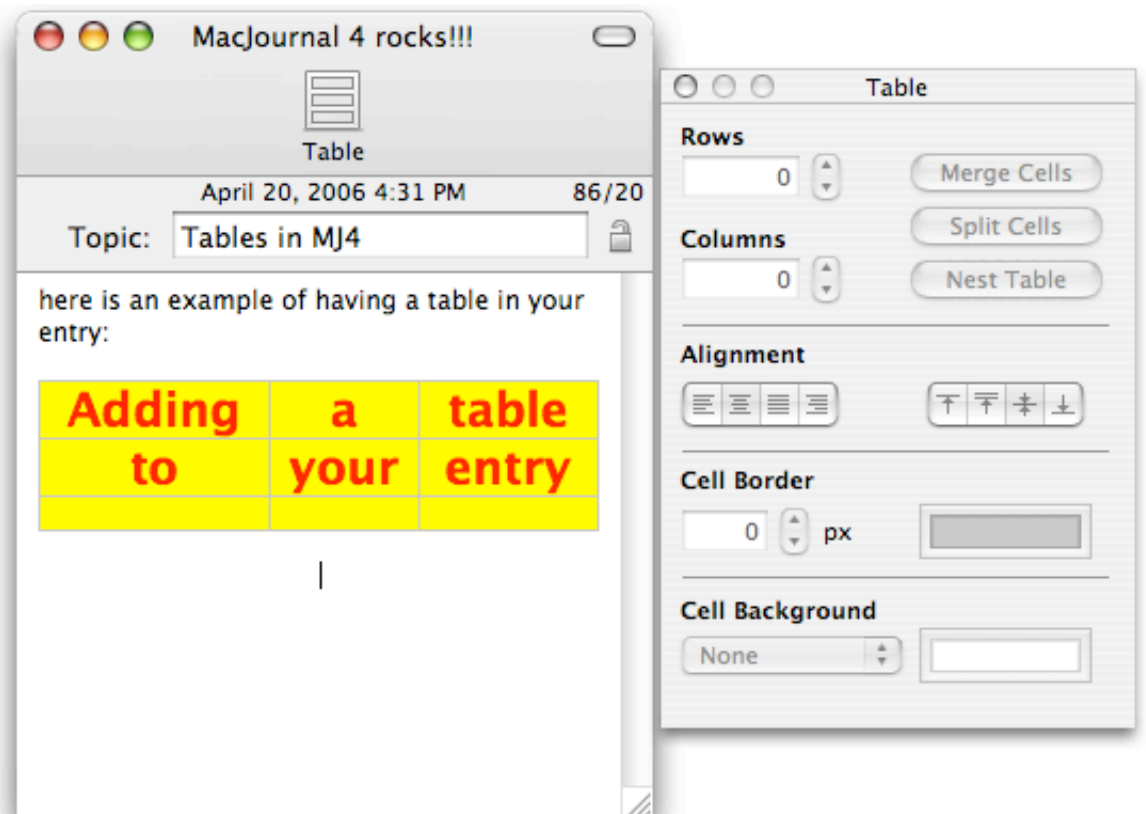 MacJournal 4 rocks!!!
Table
April 20, 2006 4:31 PM 86/20
Topic: Tables in MJ4
here is an example of having a table in your
entry:
Adding a table
to your entry
Table
Rows
0 Merge Cells
Split Cells
Columns
0 Nest Table
Alignment
Cell Border
0 px
Cell Background
None